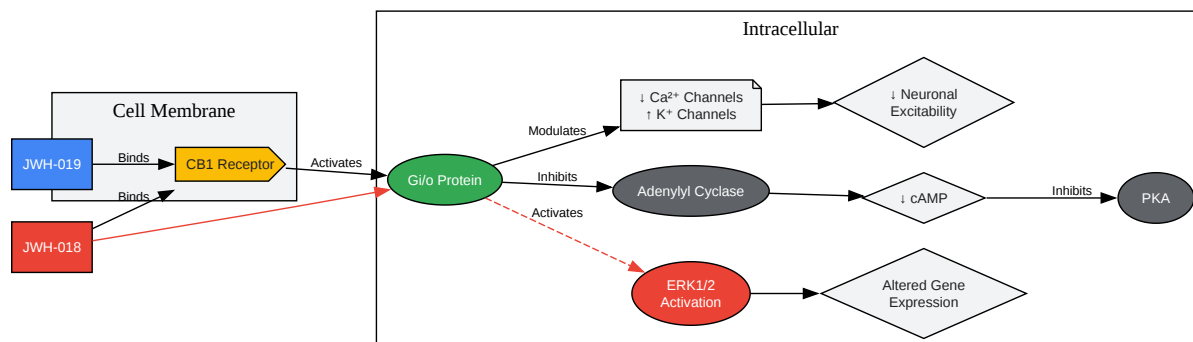 Intracellular
Cell Membrane
JWH-019
Binds
CB1 Receptor
Activates
Binds
JWH-018
Gi/o Protein
Modulates
↓ Ca²⁺ Channels
↑ K⁺ Channels
↓ Neuronal
Excitability
Inhibits
Adenylyl Cyclase
↓ cAMP
Inhibits
PKA
Activates
ERK1/2
Activation
Altered Gene
Expression